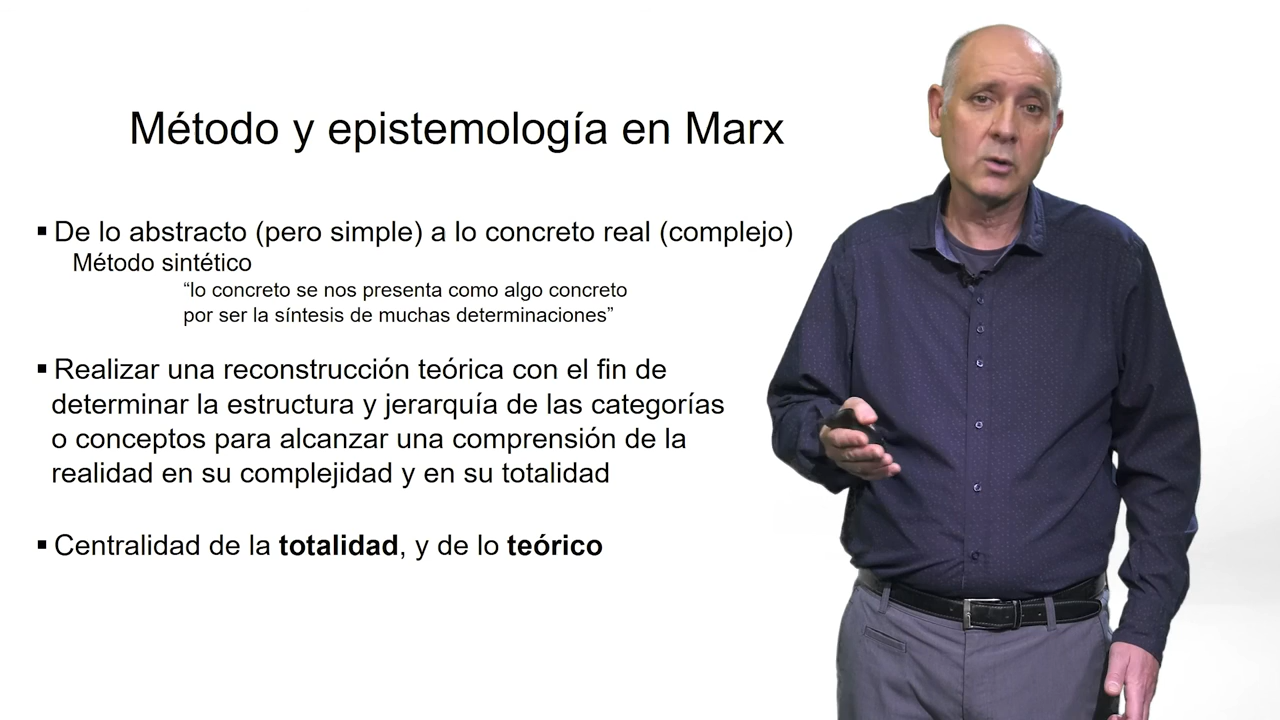 Método y epistemología en Marx
▪ De lo abstracto (pero simple) a lo concreto real (complejo)
Método sintético
“lo concreto se nos presenta como algo concreto
por ser la síntesis de muchas determinaciones”
▪ Realizar una reconstrucción teórica con el fin de
determinar la estructura y jerarquía de las categorías
o conceptos para alcanzar una comprensión de la
realidad en su complejidad y en su totalidad
▪ Centralidad de la totalidad, y de lo teórico